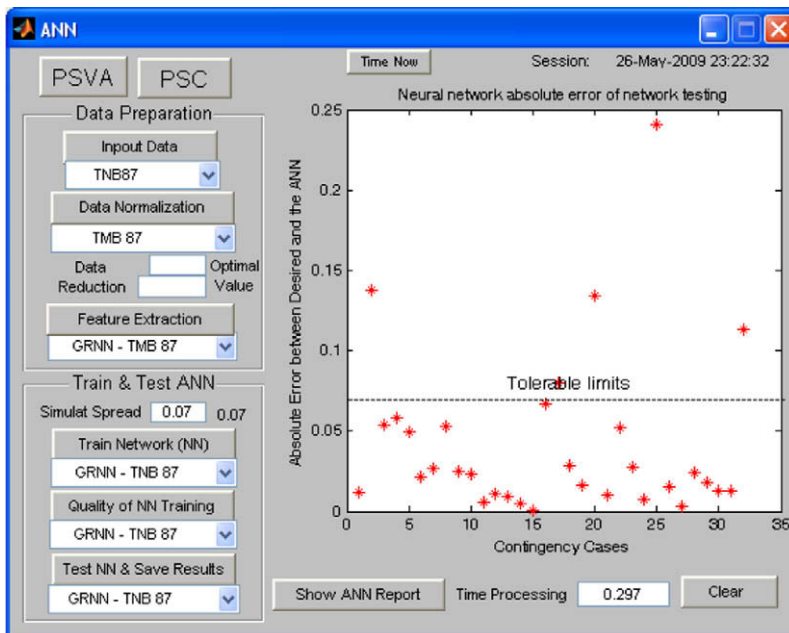 ANN
PSVA
PSC
Time Now
Session: 26-May-2009 23:22:32
Data Preparation
Inpout Data
TNB87
Data Normalization
TMB 87
Data Reduction
Optimal Value
Feature Extraction
GRNN - TMB 87
Train & Test ANN
Simulat Spread 0.07 0.07
Train Network (NN)
GRNN - TNB 87
Quality of NN Training
GRNN - TNB 87
Test NN & Save Results
GRNN - TNB 87
Neural network absolute error of network testing
Absolute Error between Desired and the ANN
0.25
0.2
0.15
0.1
0.05
0
Tolerable limits
0 5 10 15 20 25 30 35
Contingency Cases
Show ANN Report
Time Processing 0.297
Clear